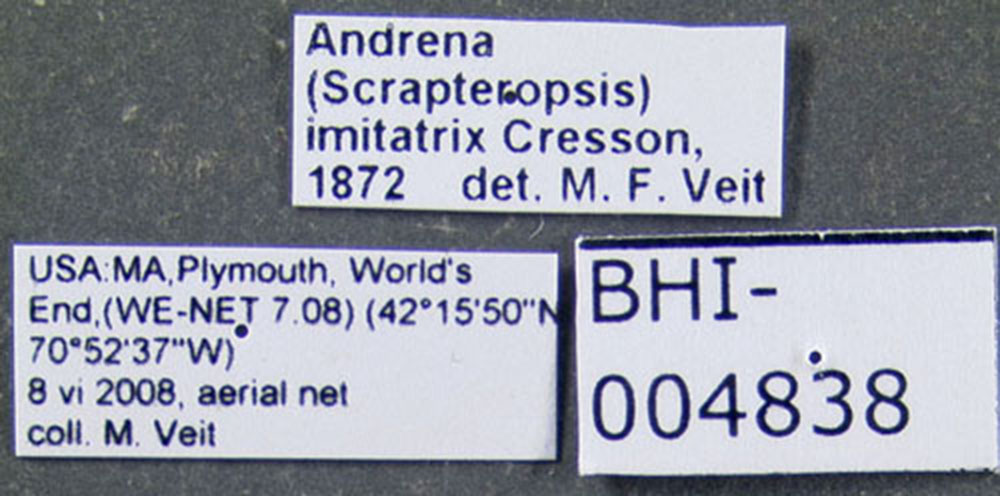 Andrena
(Scrapteropsis)
imitatrix Cresson,
1872 det. M. F. Veit
USA:MA,Plymouth, World's
End,(WE-NET 7.08) (42°15'50"N
70°52'37"W)
8 vi 2008, aerial net
coll. M. Veit
BHI-
004838